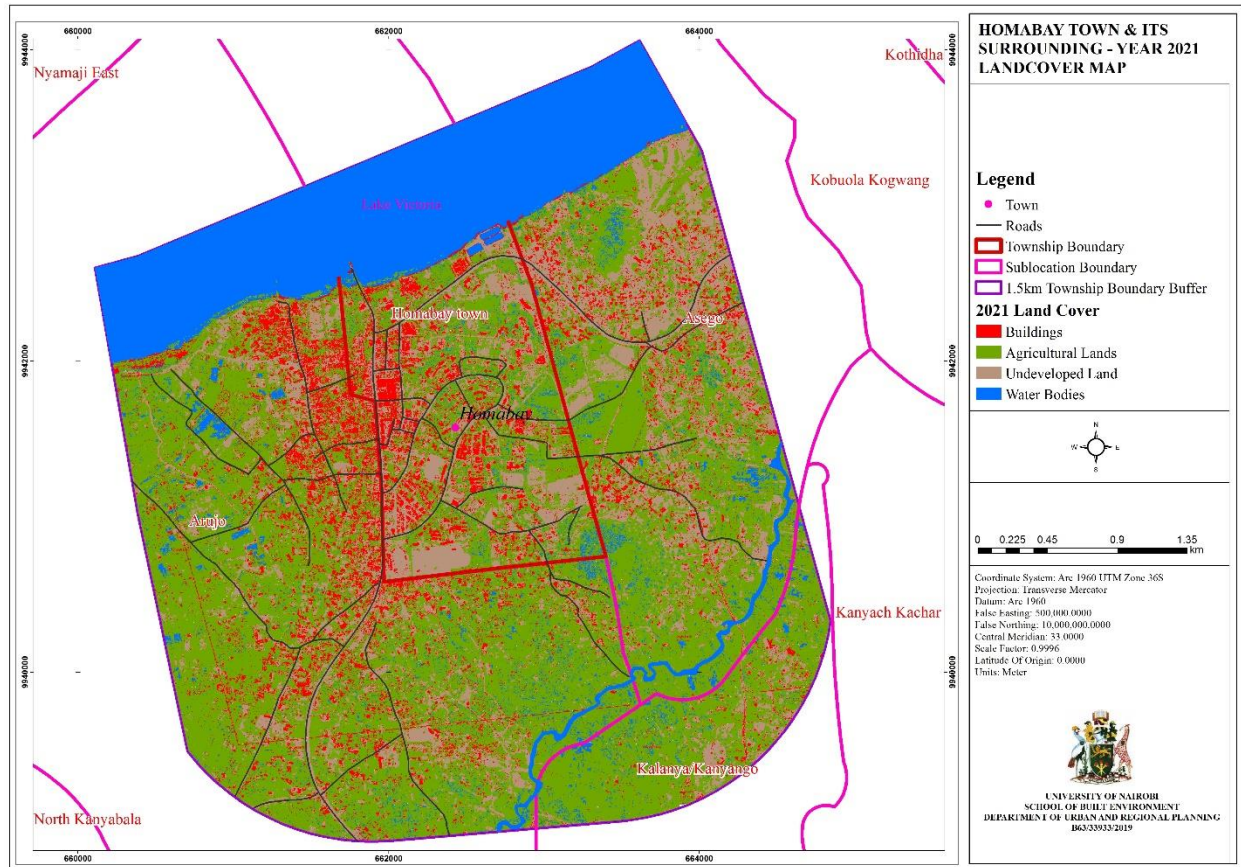 HOMABAY TOWN & ITS
SURROUNDING - YEAR 2021
LANDCOVER MAP
660000
662000
664000
9944000
9944000
Nyamaji East
Kothidha
Kobuola Kogwang
Lake Victoria
Homabay town
Asego
9942000
9942000
Homabay
Arujo
Kanyach Kachar
9940000
9940000
Kalanya/Kanyango
North Kanyabala
660000
662000
664000
Legend
Town
Roads
Township Boundary
Sublocation Boundary
1.5km Township Boundary Buffer
2021 Land Cover
Buildings
Agricultural Lands
Undeveloped Land
Water Bodies
N
W
E
S
0 0.225 0.45 0.9 1.35
km
Coordinate System: Arc 1960 UTM Zone 36S
Projection: Transverse Mercator
Datum: Arc 1960
False Easting: 500,000.0000
False Northing: 10,000,000.0000
Central Meridian: 33.0000
Scale Factor: 0.9996
Latitude Of Origin: 0.0000
Units: Meter
UNIVERSITY OF NAIROBI
SCHOOL OF BUILT ENVIRONMENT
DEPARTMENT OF URBAN AND REGIONAL PLANNING
B63/33933/2019